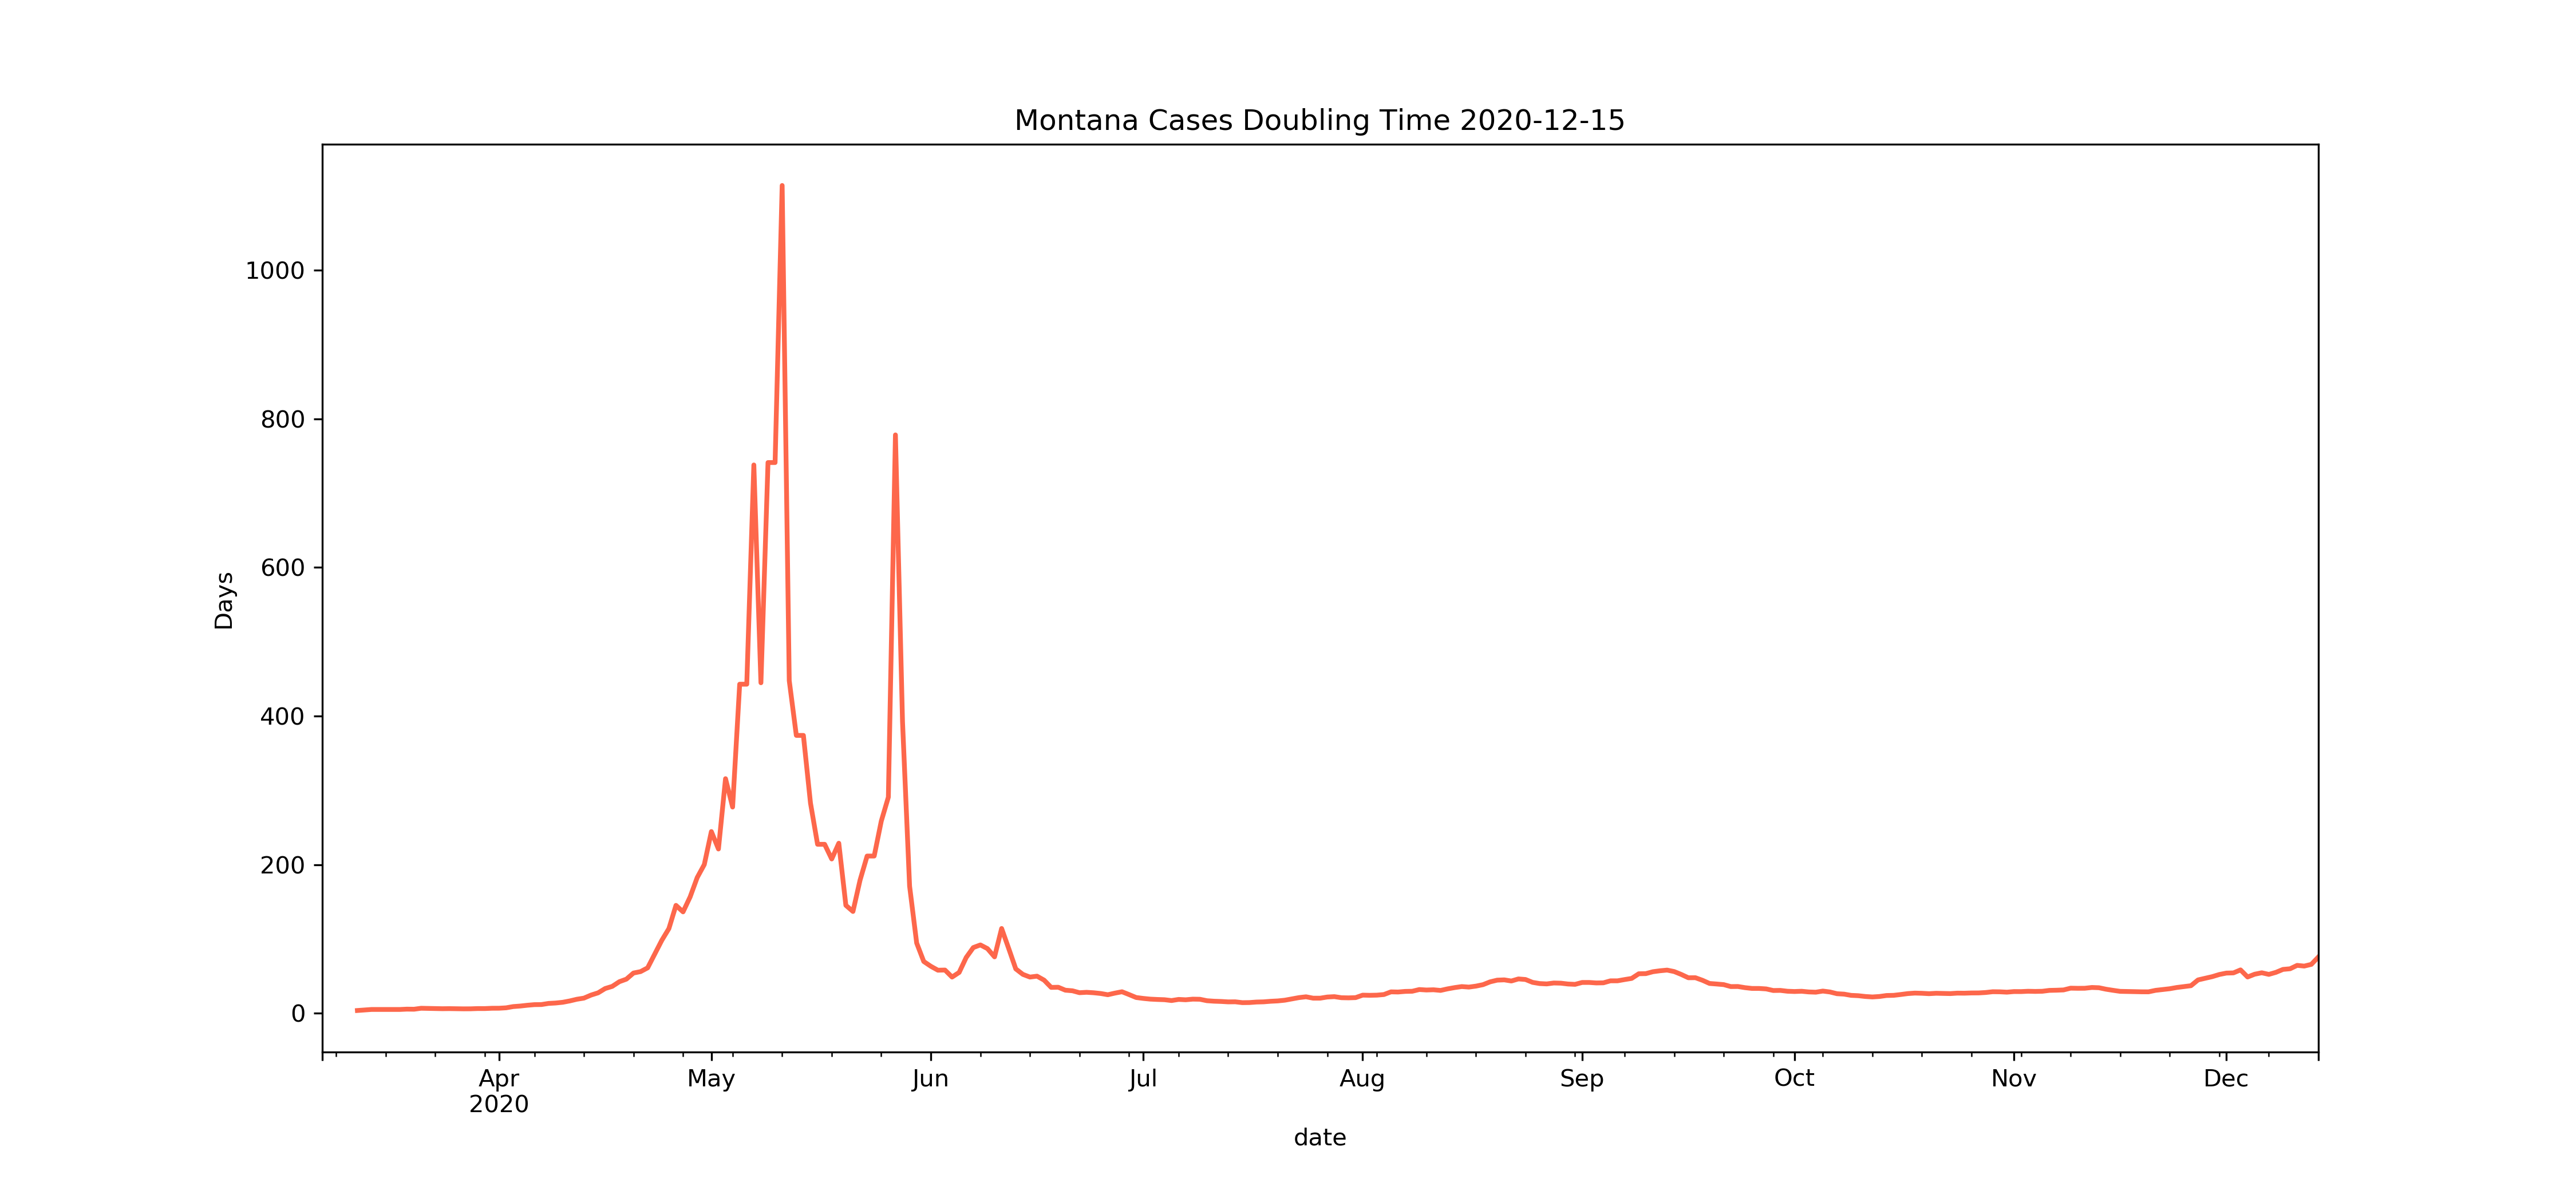 Montana Cases Doubling Time 2020-12-15
1000
800
600
400
200
0
Days
Apr May Jun Jul Aug Sep Oct Nov Dec
2020
date